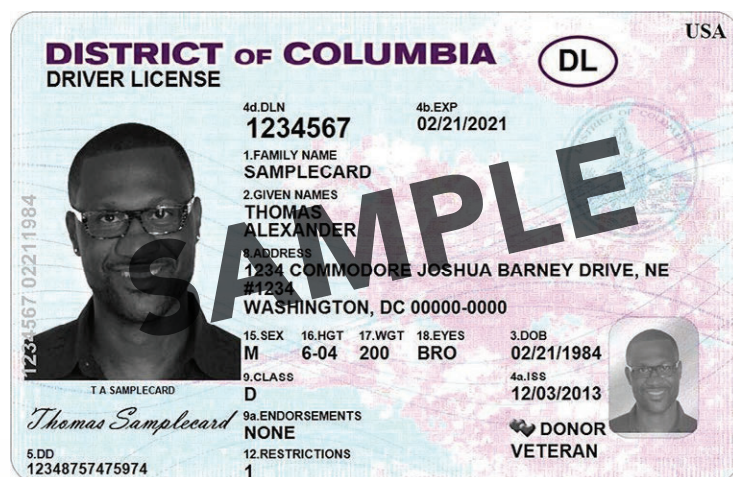 USA
DISTRICT OF COLUMBIA
DL
DRIVER LICENSE
4d.DLN
1234567
4b.EXP
02/21/2021
1.FAMILY NAME
SAMPLECARD
2.GIVEN NAMES
THOMAS
ALEXANDER
8.ADDRESS
1234 COMMODORE JOSHUA BARNEY DRIVE, NE
#1234
WASHINGTON, DC 00000-0000
15.SEX 16.HGT 17.WGT 18.EYES 3.DOB
M 6-04 200 BRO 02/21/1984
9.CLASS
D
4a.ISS
12/03/2013
9a.ENDORSEMENTS
NONE
12.RESTRICTIONS
1
DONOR
VETERAN
T A SAMPLECARD
Thomas Samplecard
5.DD
12348757475974
1234567 02211984
SAMPLE
DISTRICT OF COLUMBIA